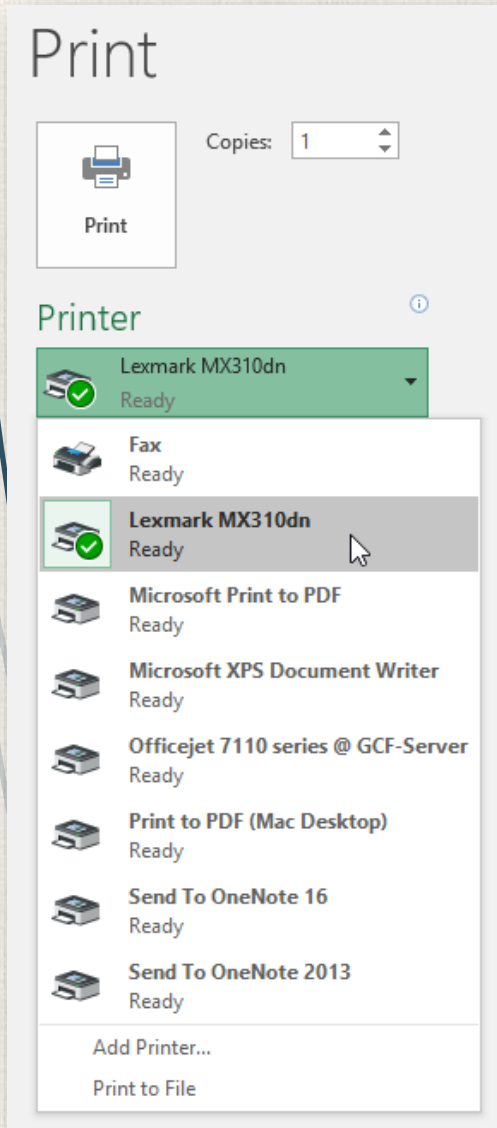 Print
Copies: 1
Print
Printer
Lexmark MX310dn
Ready
Fax
Ready
Lexmark MX310dn
Ready
Microsoft Print to PDF
Ready
Microsoft XPS Document Writer
Ready
Officejet 7110 series @ GCF-Server
Ready
Print to PDF (Mac Desktop)
Ready
Send To OneNote 16
Ready
Send To OneNote 2013
Ready
Add Printer...
Print to File